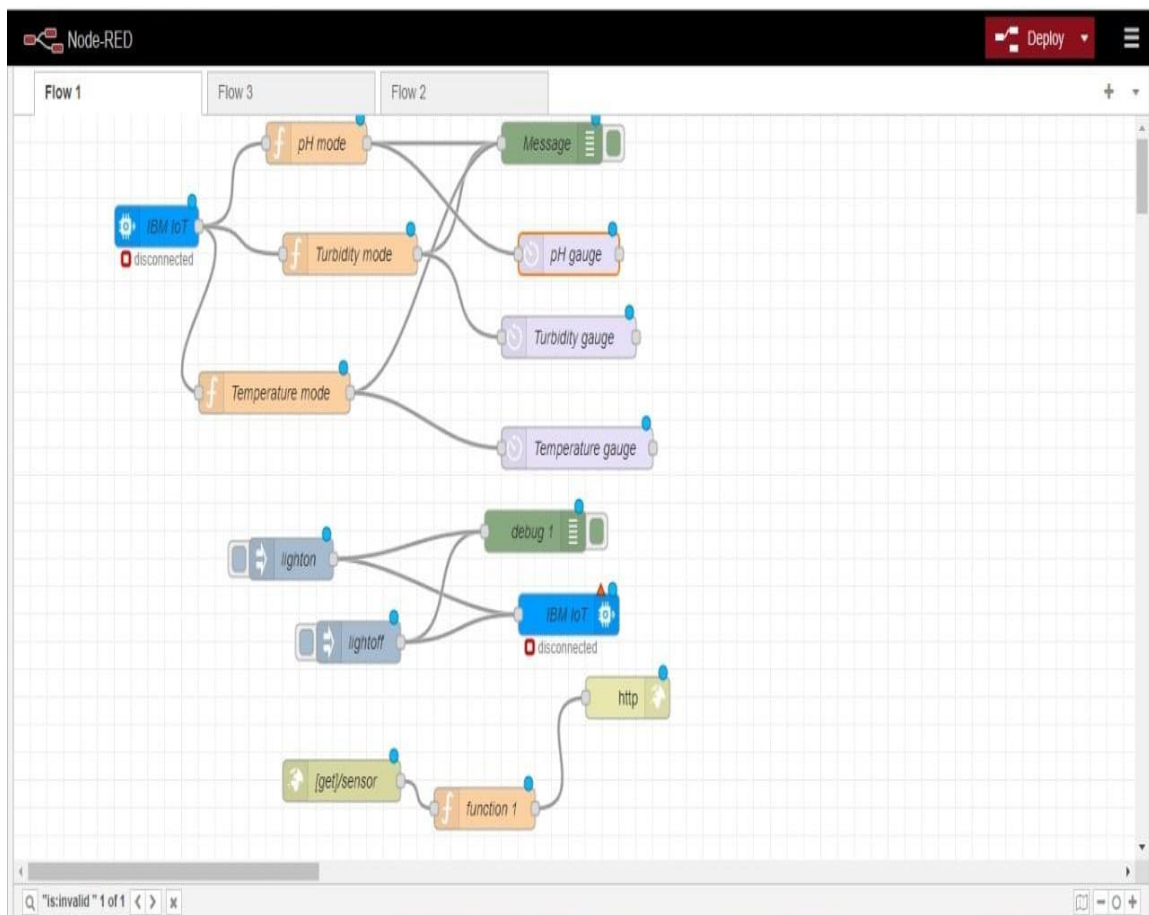 Node-RED
Deploy
Flow 1
Flow 3
Flow 2
pH mode
Message
IBM IoT
disconnected
Turbidity mode
pH gauge
Turbidity gauge
Temperature mode
Temperature gauge
debug 1
lighton
IBM IoT
disconnected
lightoff
http
[get]/sensor
function 1
"is:invalid " 1 of 1